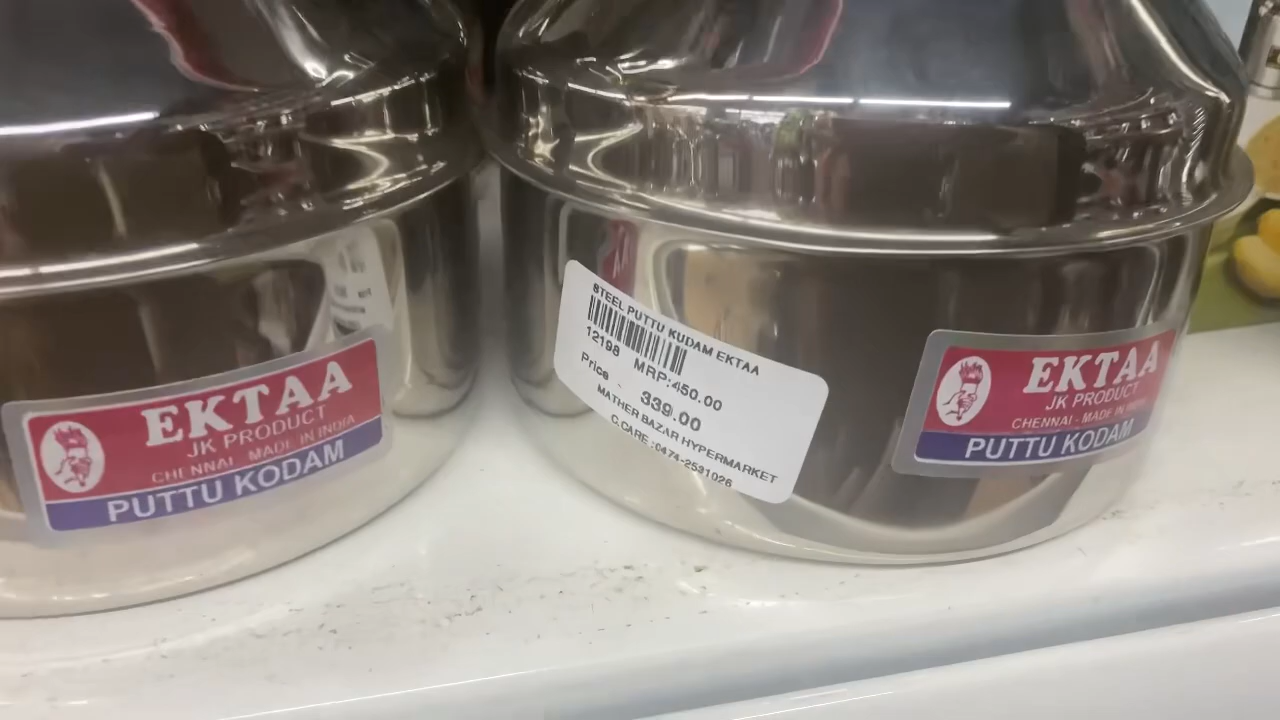 EKTAA
JK PRODUCT
CHENNAI - MADE IN INDIA
PUTTU KODAM
STEEL PUTTU KUDAM EKTAA
12198 MRP:450.00
Price 339.00
MATHER BAZAR HYPERMARKET
C.CARE :0474-2531026
EKTAA
JK PRODUCT
CHENNAI - MADE IN INDIA
PUTTU KODAM